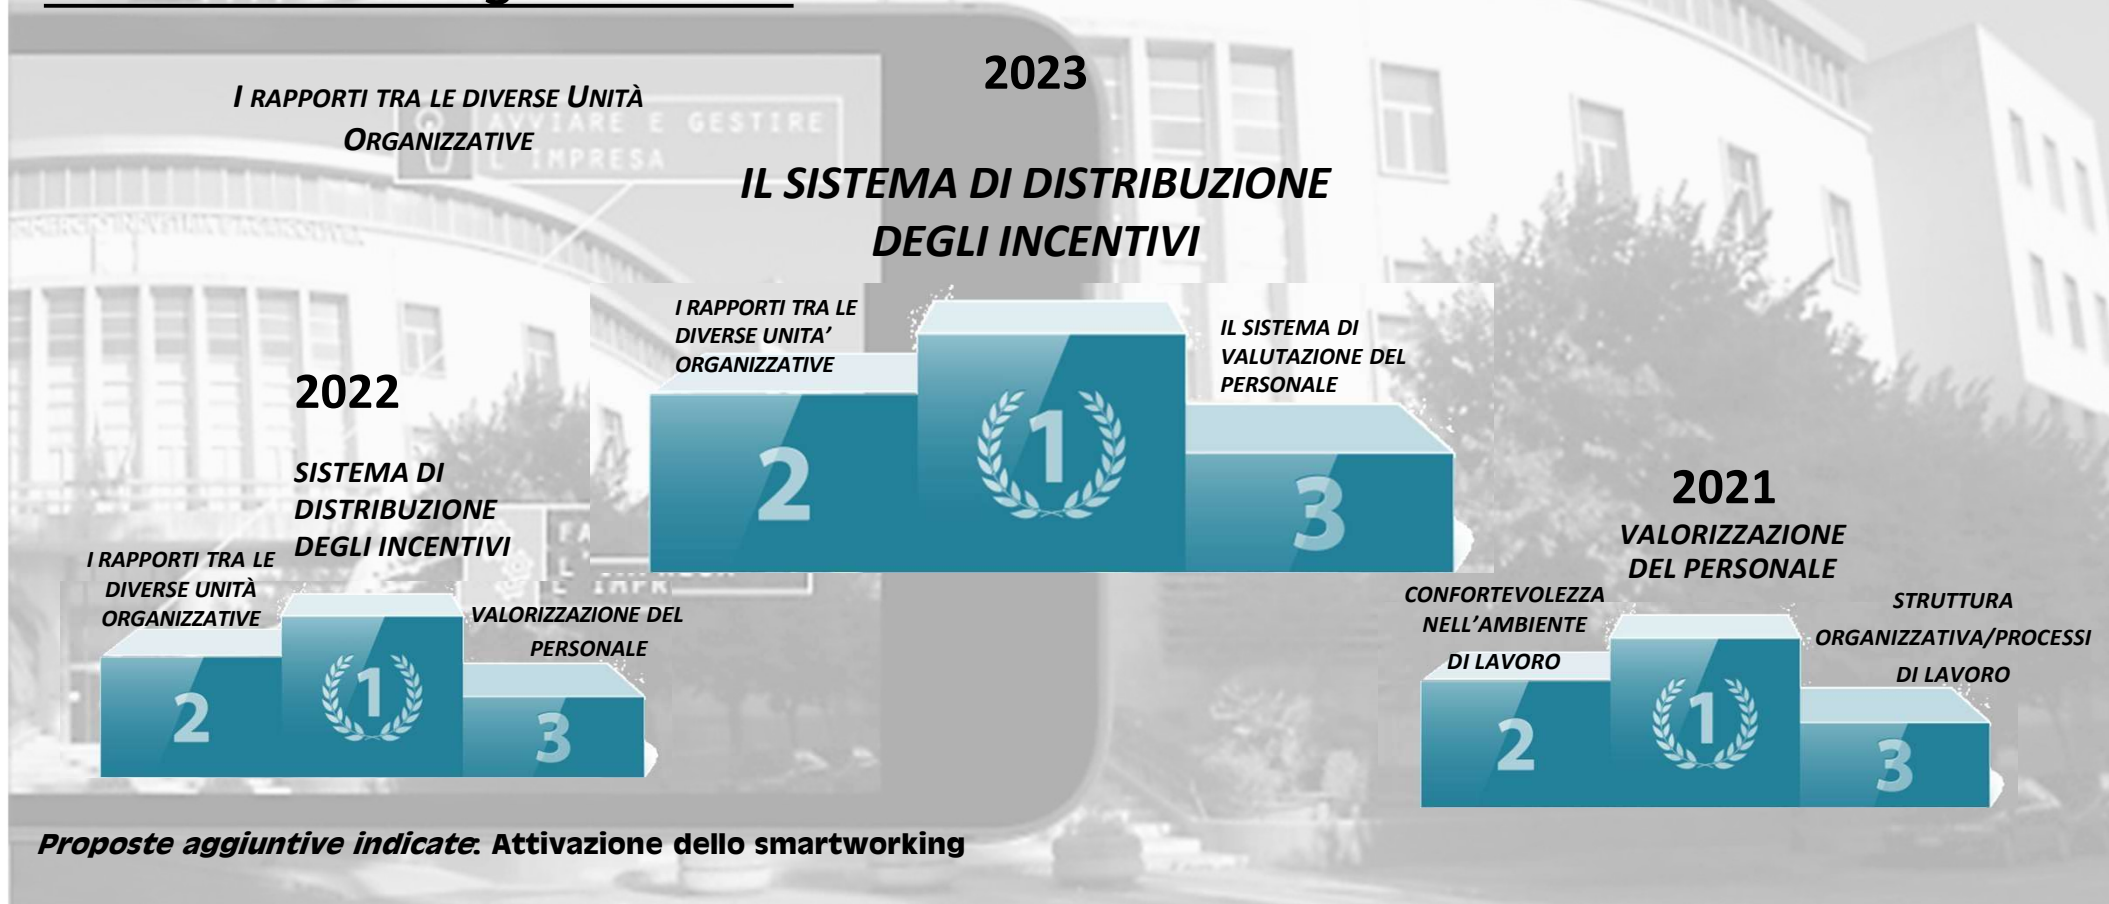 I RAPPORTI TRA LE DIVERSE UNITÀ
ORGANIZZATIVE
2023
IL SISTEMA DI DISTRIBUZIONE
DEGLI INCENTIVI
I RAPPORTI TRA LE
DIVERSE UNITA’
ORGANIZZATIVE
IL SISTEMA DI
VALUTAZIONE DEL
PERSONALE
2
1
3
2022
SISTEMA DI
DISTRIBUZIONE
DEGLI INCENTIVI
I RAPPORTI TRA LE
DIVERSE UNITÀ
ORGANIZZATIVE
VALORIZZAZIONE DEL
PERSONALE
2
1
3
2021
VALORIZZAZIONE
DEL PERSONALE
CONFORTEVOLEZZA
NELL’AMBIENTE
DI LAVORO
STRUTTURA
ORGANIZZATIVA/PROCESSI
DI LAVORO
2
1
3
AVVIARE E GESTIRE
L'IMPRESA
Proposte aggiuntive indicate: Attivazione dello smartworking